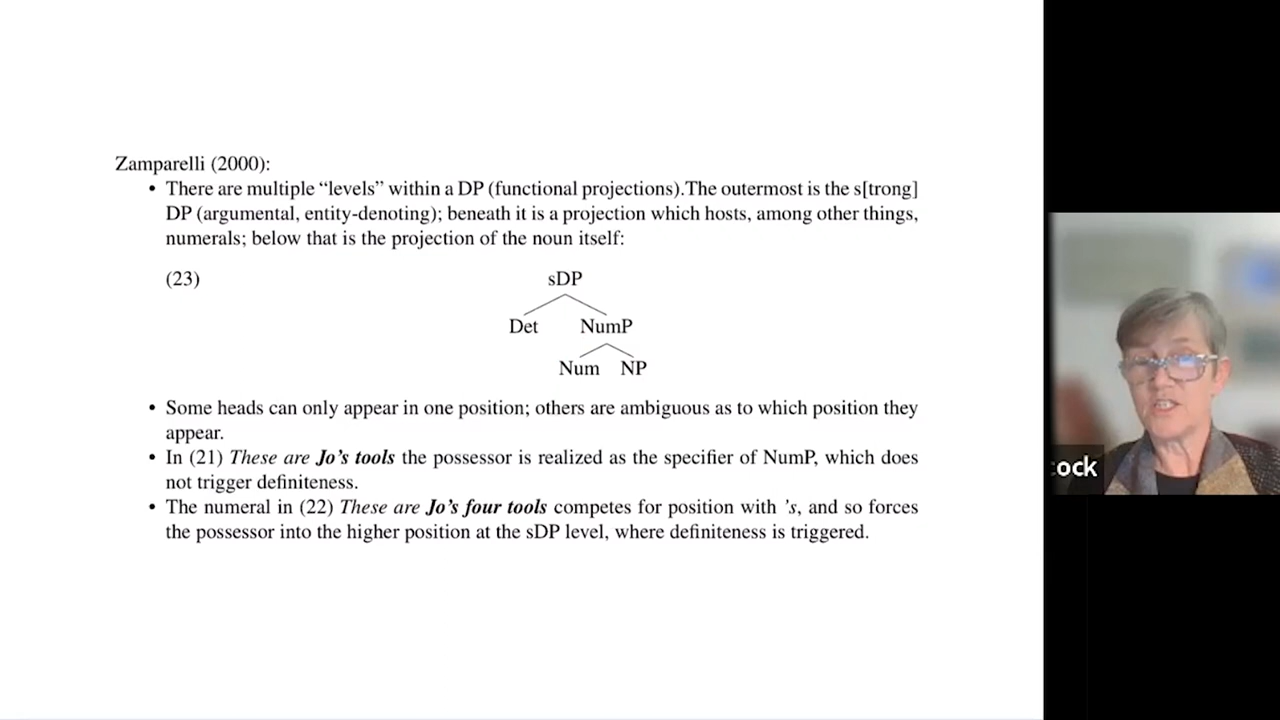 Zamparelli (2000):
• There are multiple “levels” within a DP (functional projections).The outermost is the s[trong]
DP (argumental, entity-denoting); beneath it is a projection which hosts, among other things,
numerals; below that is the projection of the noun itself:
(23) sDP
Det NumP
Num NP
• Some heads can only appear in one position; others are ambiguous as to which position they
appear.
• In (21) These are Jo’s tools the possessor is realized as the specifier of NumP, which does
not trigger definiteness.
• The numeral in (22) These are Jo’s four tools competes for position with ’s, and so forces
the possessor into the higher position at the sDP level, where definiteness is triggered.
cock